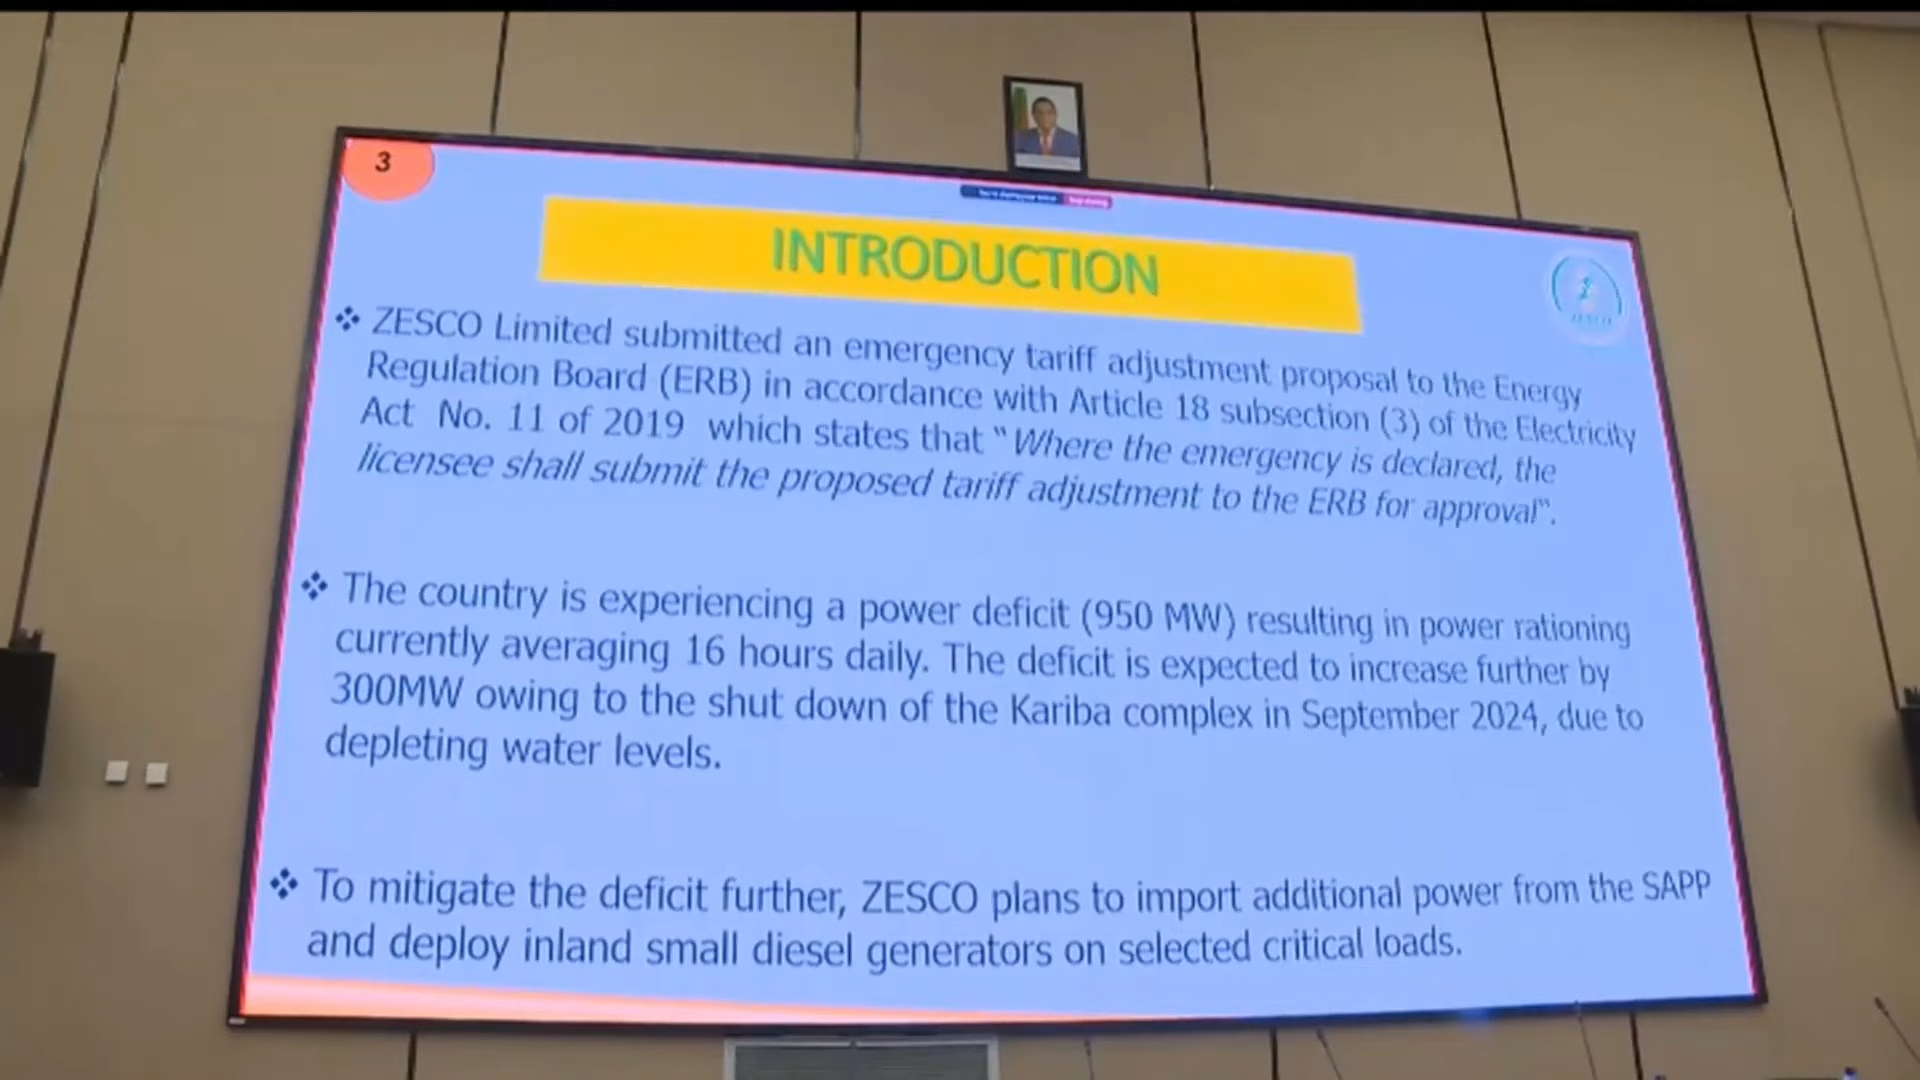 3
INTRODUCTION
❖ ZESCO Limited submitted an emergency tariff adjustment proposal to the Energy
Regulation Board (ERB) in accordance with Article 18 subsection (3) of the Electricity
Act No. 11 of 2019 which states that "Where the emergency is declared, the
licensee shall submit the proposed tariff adjustment to the ERB for approval".
❖ The country is experiencing a power deficit (950 MW) resulting in power rationing
currently averaging 16 hours daily. The deficit is expected to increase further by
300MW owing to the shut down of the Kariba complex in September 2024, due to
depleting water levels.
❖ To mitigate the deficit further, ZESCO plans to import additional power from the SAPP
and deploy inland small diesel generators on selected critical loads.